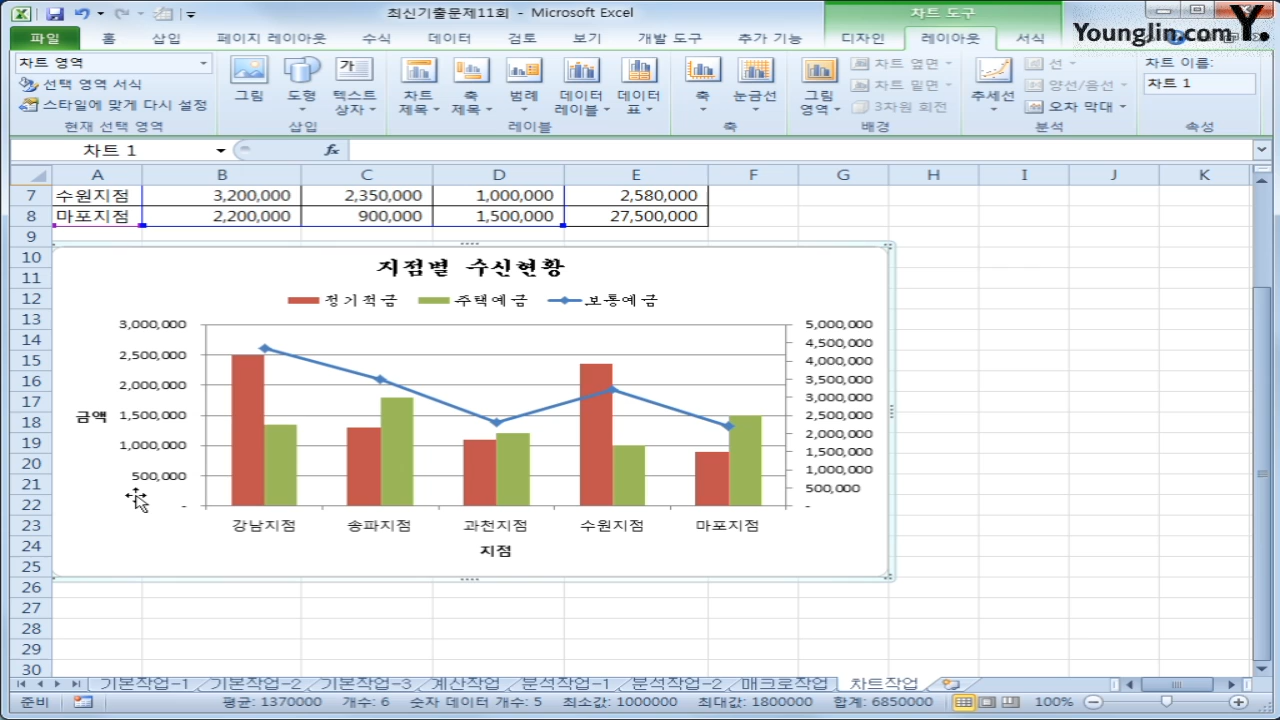 최신기출문제11회 - Microsoft Excel
차트 도구
Younglin.com Y.
파일 홈 삽입 페이지 레이아웃 수식 데이터 검토 보기 개발 도구 추가 기능 디자인 레이아웃 서식
차트 영역
선택 영역 서식
스타일에 맞게 다시 설정
현재 선택 영역
그림 도형 텍스트 상자
삽입
차트 제목 축 제목 범례 데이터 레이블 데이터 표
레이블
축 눈금선
축
그림 영역 차트 옆면 차트 밑면 3차원 회전
배경
추세선 선 양선/음선 오차 막대
분석
차트 이름:
차트 1
속성
차트 1 fx
A B C D E F G H I J K
7 수원지점 3,200,000 2,350,000 1,000,000 2,580,000
8 마포지점 2,200,000 900,000 1,500,000 27,500,000
9
10
11
12
13
14
15
16
17
18
19
20
21
22
23
24
25
26
27
28
29
30
지점별 수신현황
정기적금 주택예금 보통예금
3,000,000
2,500,000
2,000,000
1,500,000
1,000,000
500,000
-
금액
5,000,000
4,500,000
4,000,000
3,500,000
3,000,000
2,500,000
2,000,000
1,500,000
1,000,000
500,000
-
강남지점 송파지점 과천지점 수원지점 마포지점
지점
기본작업-1 기본작업-2 기본작업-3 계산작업 분석작업-1 분석작업-2 매크로작업 차트작업
준비 평균: 1370000 개수: 6 숫자 데이터 개수: 5 최소값: 1000000 최대값: 1800000 합계: 6850000 100%